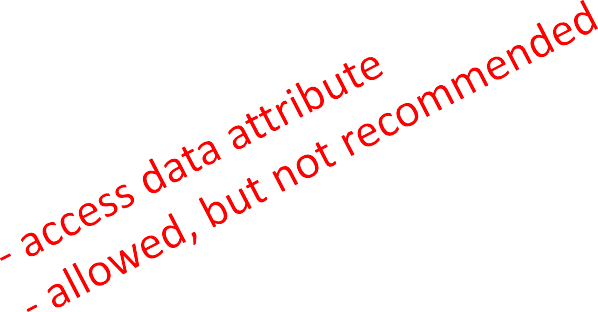 - access data attribute
- allowed, but not recommended